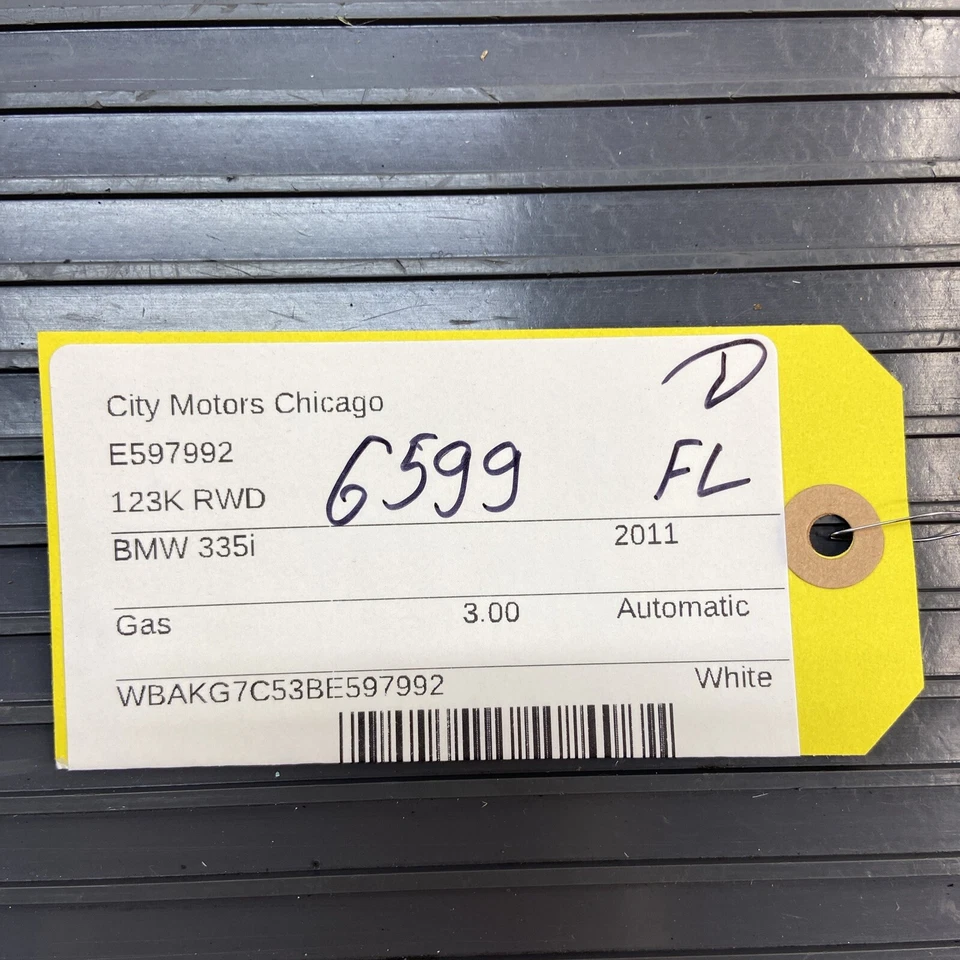 D
City Motors Chicago
E597992
6599 FL
123K RWD
BMW 335i 2011
Gas 3.00 Automatic
WBAKG7C53BE597992 White